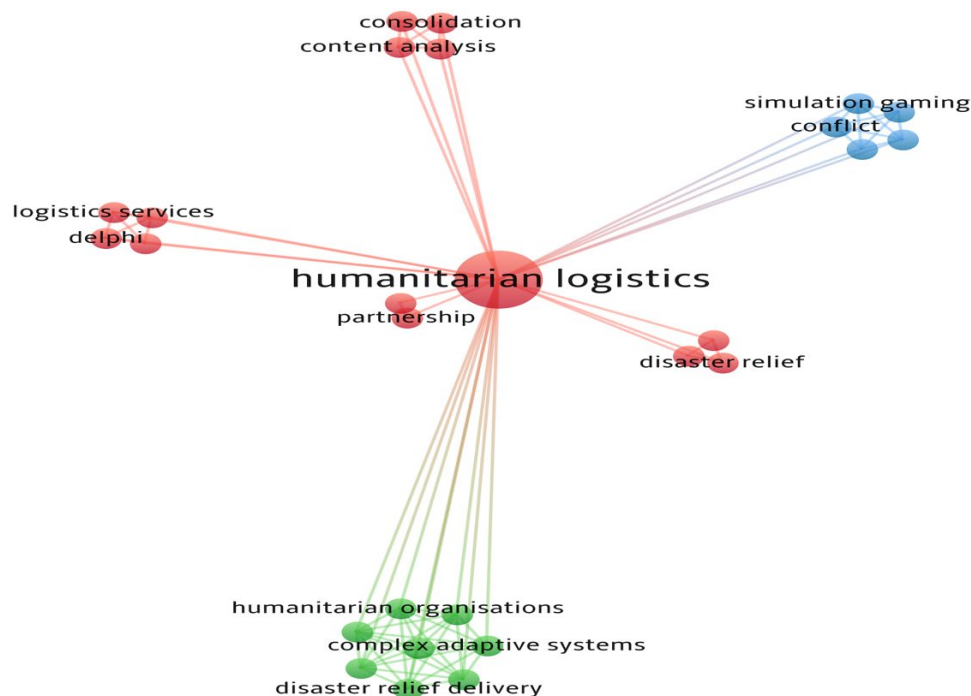 consolidation
content analysis
simulation gaming
conflict
logistics services
delphi
humanitarian logistics
partnership
disaster relief
humanitarian organisations
complex adaptive systems
disaster relief delivery